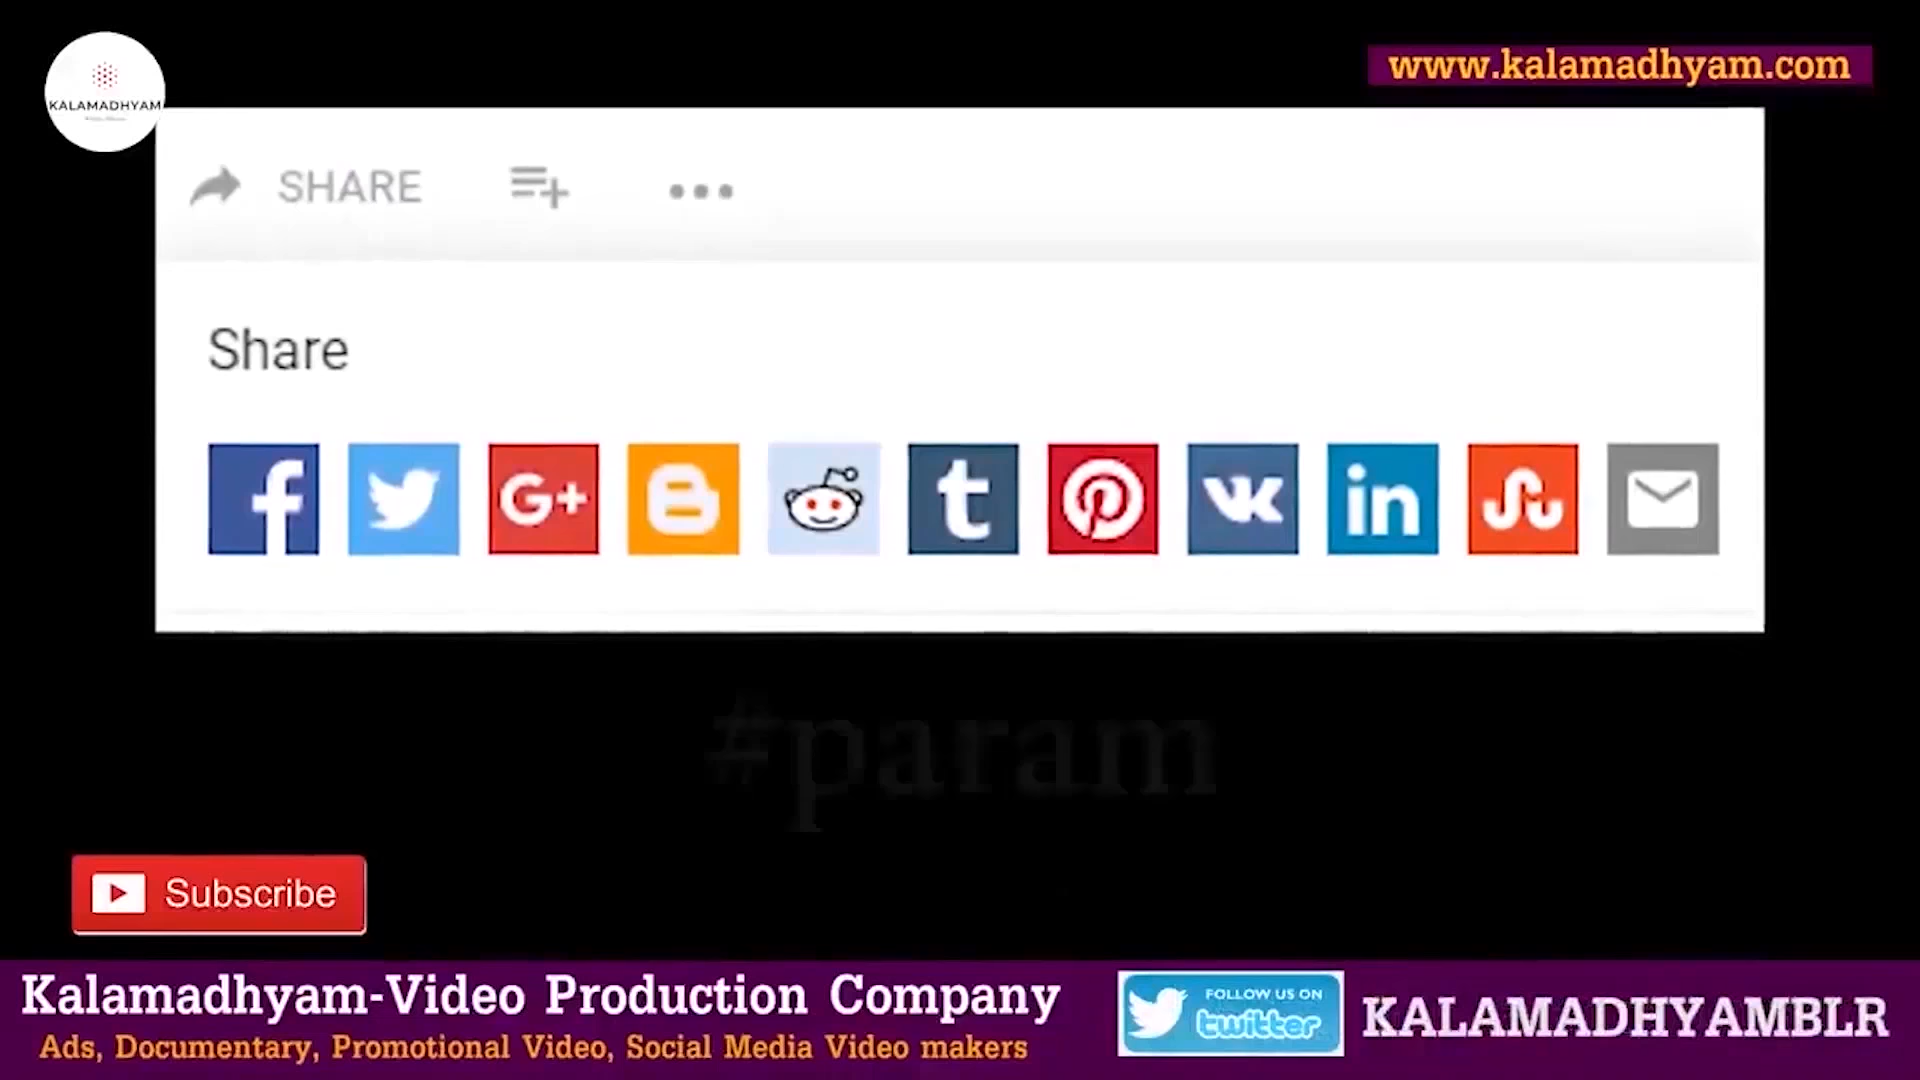 KALAMADHYAM
www.kalamadhyam.com
SHARE
Share
f G+ B t p vk in
#param
Subscribe
Kalamadhyam-Video Production Company
Ads, Documentary, Promotional Video, Social Media Video makers
FOLLOW US ON
twitter
KALAMADHYAMBLR